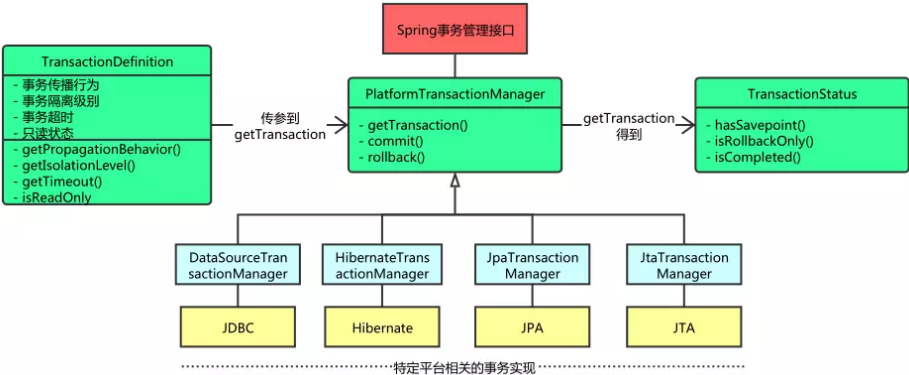 Spring事务管理接口
TransactionDefinition
- 事务传播行为
- 事务隔离级别
- 事务超时
- 只读状态
- getPropagationBehavior()
- getIsolationLevel()
- getTimeout()
- isReadOnly
传参到
getTransaction
PlatformTransactionManager
- getTransaction()
- commit()
- rollback()
getTransaction
得到
TransactionStatus
- hasSavepoint()
- isRollbackOnly()
- isCompleted()
DataSourceTran
sactionManager
HibernateTrans
actionManager
JpaTransaction
Manager
JtaTransaction
Manager
JDBC
Hibernate
JPA
JTA
特定平台相关的事务实现